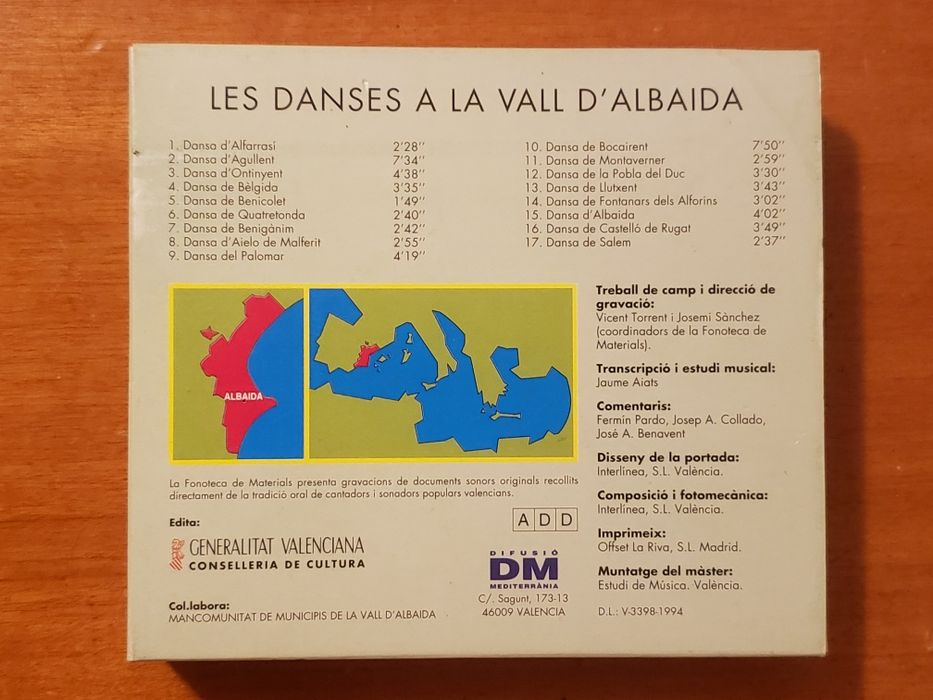 LES DANSES A LA VALL D'ALBAIDA
1. Dansa d'Alfarrasí 2'28''
2. Dansa d'Agullent 7'34''
3. Dansa d'Ontinyent 4'38''
4. Dansa de Bèlgida 3'35''
5. Dansa de Benicolet 1'49''
6. Dansa de Quatretonda 2'40''
7. Dansa de Benigànim 2'42''
8. Dansa d'Aielo de Malferit 2'55''
9. Dansa del Palomar 4'19''
10. Dansa de Bocairent 7'50''
11. Dansa de Montaverner 2'59''
12. Dansa de la Pobla del Duc 3'30''
13. Dansa de Llutxent 3'43''
14. Dansa de Fontanars dels Alforins 3'02''
15. Dansa d'Albaida 4'02''
16. Dansa de Castelló de Rugat 3'49''
17. Dansa de Salem 2'37''
ALBAIDA
La Fonoteca de Materials presenta gravacions de documents sonors originals recollits
directament de la tradició oral de cantadors i sonadors populars valencians.
Edita:
GENERALITAT VALENCIANA
CONSELLERIA DE CULTURA
Col.labora:
MANCOMUNITAT DE MUNICIPIS DE LA VALL D'ALBAIDA
A D D
DIFUSIÓ
DM
MEDITERRÀNIA
C/. Sagunt, 173-13
46009 VALENCIA
Treball de camp i direcció de
gravació:
Vicent Torrent i Josemi Sànchez
(coordinadors de la Fonoteca de
Materials).
Transcripció i estudi musical:
Jaume Aiats
Comentaris:
Fermín Pardo, Josep A. Collado,
José A. Benavent
Disseny de la portada:
Interlínea, S.L. València.
Composició i fotomecànica:
Interlínea, S.L. València.
Imprimeix:
Offset La Riva, S.L. Madrid.
Muntatge del màster:
Estudi de Música. València.
D.L.: V-3398-1994